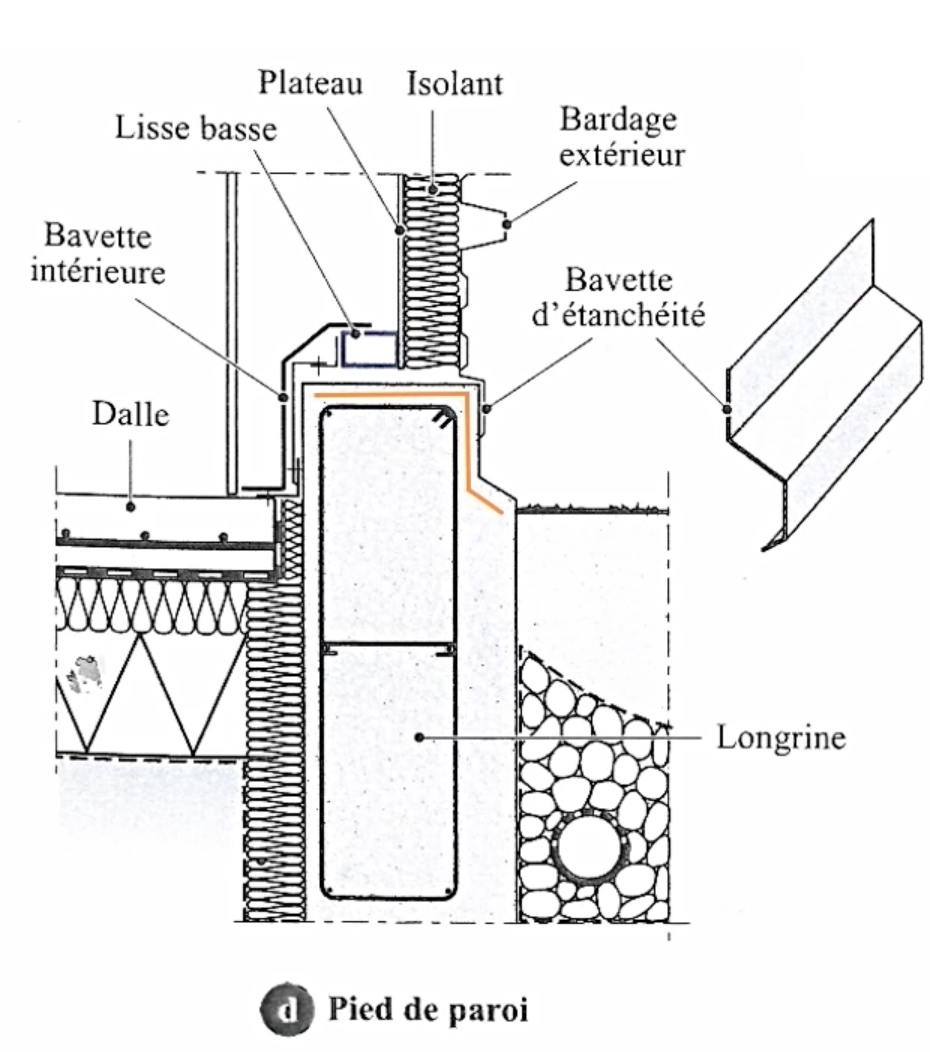 Plateau
Isolant
Lisse basse
Bardage
extérieur
Bavette
intérieure
Bavette
d'étanchéité
Dalle
Longrine
d Pied de paroi